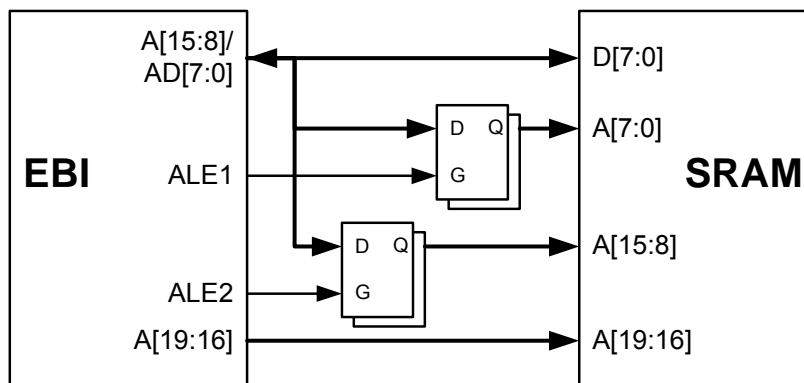 A[15:8]/
AD[7:0]
D[7:0]
D Q
A[7:0]
EBI
ALE1
G
SRAM
D Q
A[15:8]
ALE2
G
A[19:16]
A[19:16]